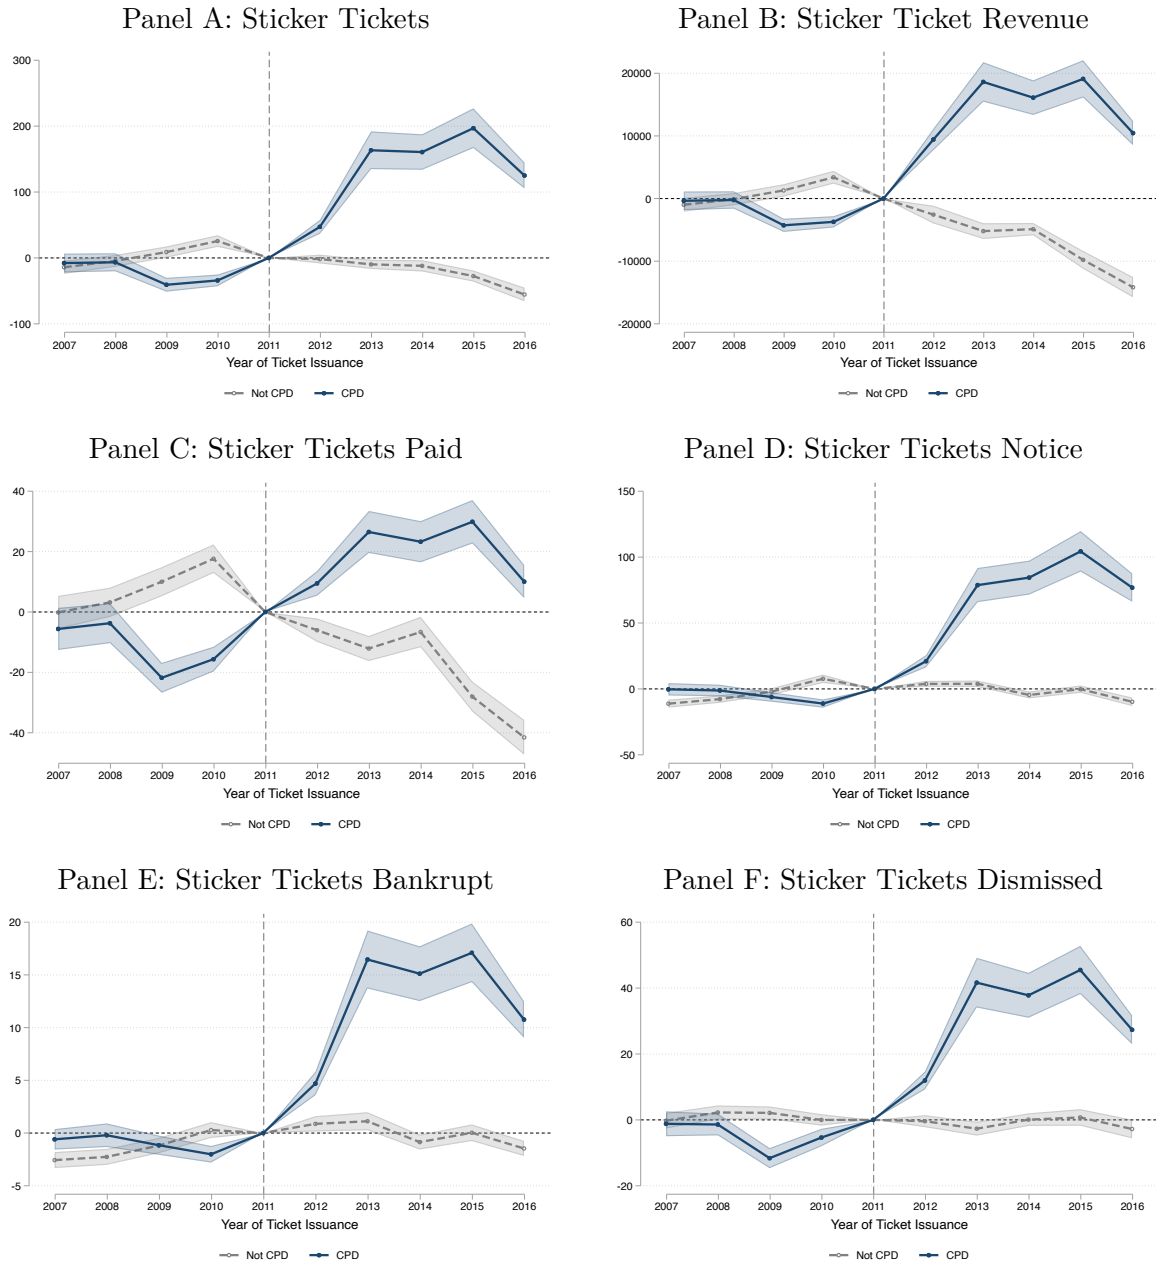 Panel A: Sticker Tickets
300
200
100
0
-100
2007 2008 2009 2010 2011 2012 2013 2014 2015 2016
Year of Ticket Issuance
Not CPD CPD
Panel B: Sticker Ticket Revenue
20000
10000
0
-10000
-20000
2007 2008 2009 2010 2011 2012 2013 2014 2015 2016
Year of Ticket Issuance
Not CPD CPD
Panel C: Sticker Tickets Paid
40
20
0
-20
-40
2007 2008 2009 2010 2011 2012 2013 2014 2015 2016
Year of Ticket Issuance
Not CPD CPD
Panel D: Sticker Tickets Notice
150
100
50
0
-50
2007 2008 2009 2010 2011 2012 2013 2014 2015 2016
Year of Ticket Issuance
Not CPD CPD
Panel E: Sticker Tickets Bankrupt
20
15
10
5
0
-5
2007 2008 2009 2010 2011 2012 2013 2014 2015 2016
Year of Ticket Issuance
Not CPD CPD
Panel F: Sticker Tickets Dismissed
60
40
20
0
-20
2007 2008 2009 2010 2011 2012 2013 2014 2015 2016
Year of Ticket Issuance
Not CPD CPD